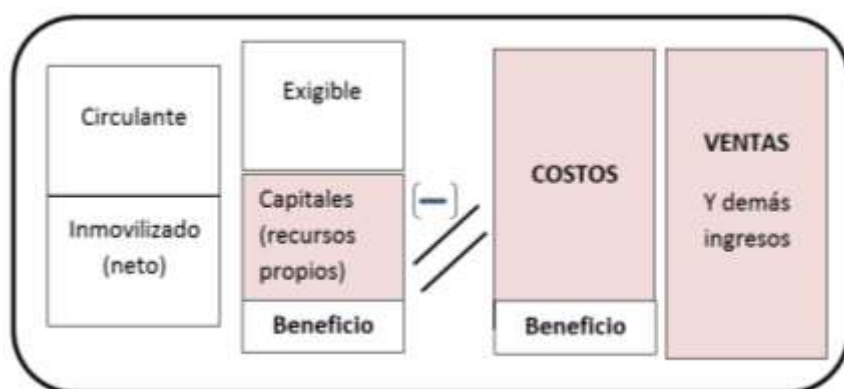 Circulante
Inmovilizado
(neto)
Exigible
Capitales
(recursos
propios)
Beneficio
(—)
COSTOS
Beneficio
VENTAS
Y demás
ingresos